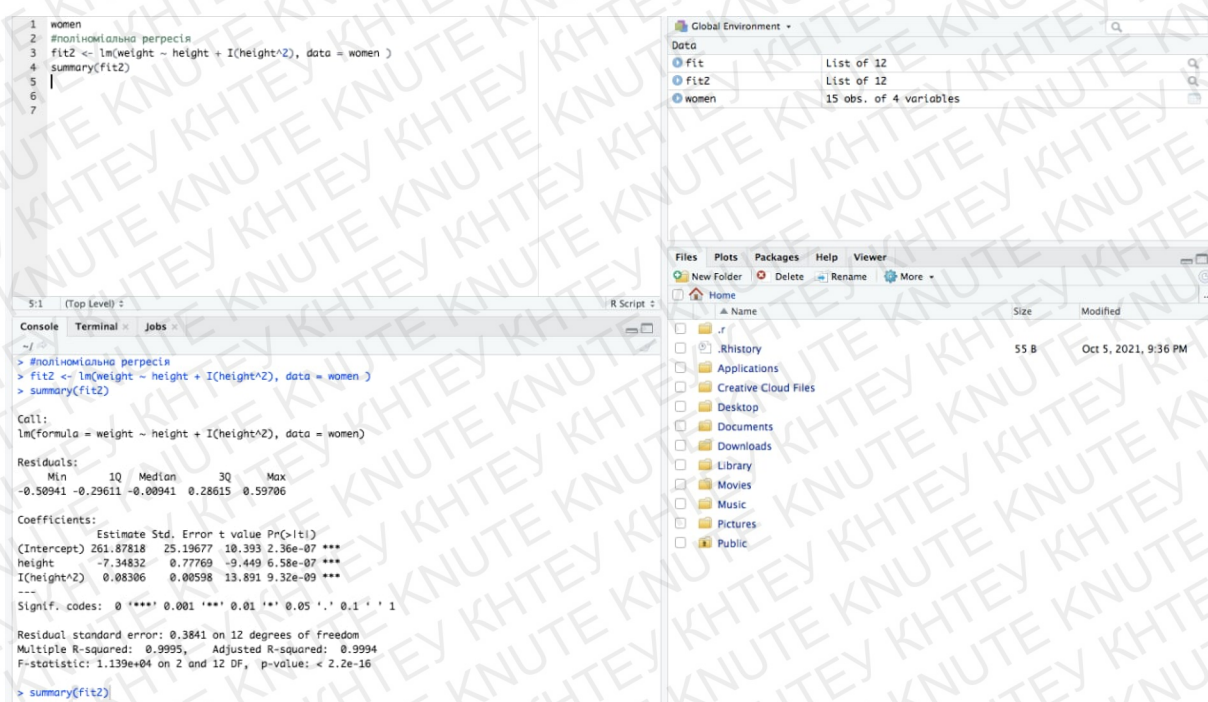 1 women
2 #поліноміальна регресія
3 fit2 <- lm(weight ~ height + I(height^2), data = women )
4 summary(fit2)
5
6
7
5:1 (Top Level) R Script
Console Terminal × Jobs ×
~/
> #поліноміальна регресія
> fit2 <- lm(weight ~ height + I(height^2), data = women )
> summary(fit2)
Call:
lm(formula = weight ~ height + I(height^2), data = women)
Residuals:
Min 1Q Median 3Q Max
-0.50941 -0.29611 -0.00941 0.28615 0.59706
Coefficients:
Estimate Std. Error t value Pr(>|t|)
(Intercept) 261.87818 25.19677 10.393 2.36e-07 ***
height -7.34832 0.77769 -9.449 6.58e-07 ***
I(height^2) 0.08306 0.00598 13.891 9.32e-09 ***
---
Signif. codes: 0 '***' 0.001 '**' 0.01 '*' 0.05 '.' 0.1 ' ' 1
Residual standard error: 0.3841 on 12 degrees of freedom
Multiple R-squared: 0.9995, Adjusted R-squared: 0.9994
F-statistic: 1.139e+04 on 2 and 12 DF, p-value: < 2.2e-16
> summary(fit2)
Global Environment
Data
fit List of 12
fit2 List of 12
women 15 obs. of 4 variables
Files Plots Packages Help Viewer
New Folder Delete Rename More
Home
Name Size Modified
.r
.Rhistory 55 B Oct 5, 2021, 9:36 PM
Applications
Creative Cloud Files
Desktop
Documents
Downloads
Library
Movies
Music
Pictures
Public
KNUTE КНТЕУ